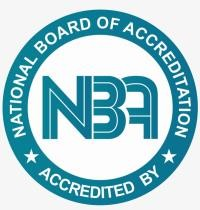 NATIONAL BOARD OF ACCREDITATION
NBA
ACCREDITED BY